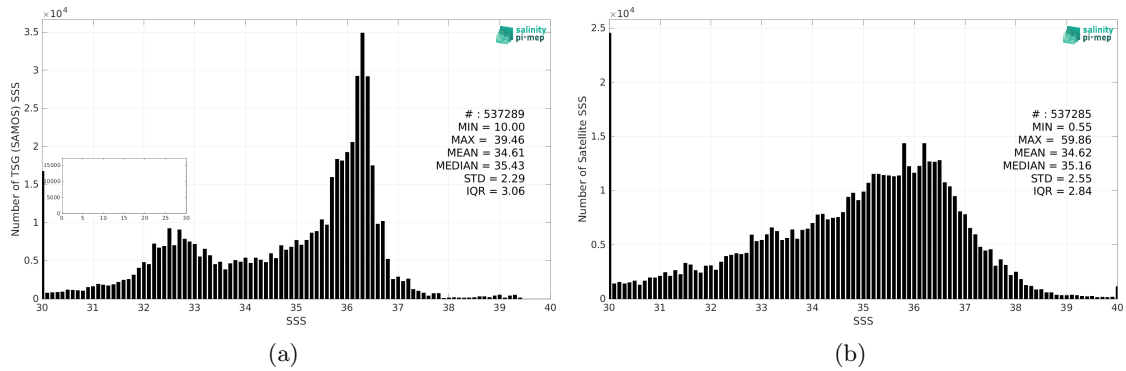 ×10⁴
3.5
3
2.5
2
1.5
1
0.5
0
Number of TSG (SAMOS) SSS
salinity
pi-mep
# : 537289
MIN = 10.00
MAX = 39.46
MEAN = 34.61
MEDIAN = 35.43
STD = 2.29
IQR = 3.06
15000
10000
5000
0
0 5 10 15 20 25 30
30 31 32 33 34 35 36 37 38 39 40
SSS
(a)
×10⁴
2.5
2
1.5
1
0.5
0
Number of Satellite SSS
salinity
pi-mep
# : 537285
MIN = 0.55
MAX = 59.86
MEAN = 34.62
MEDIAN = 35.16
STD = 2.55
IQR = 2.84
30 31 32 33 34 35 36 37 38 39 40
SSS
(b)